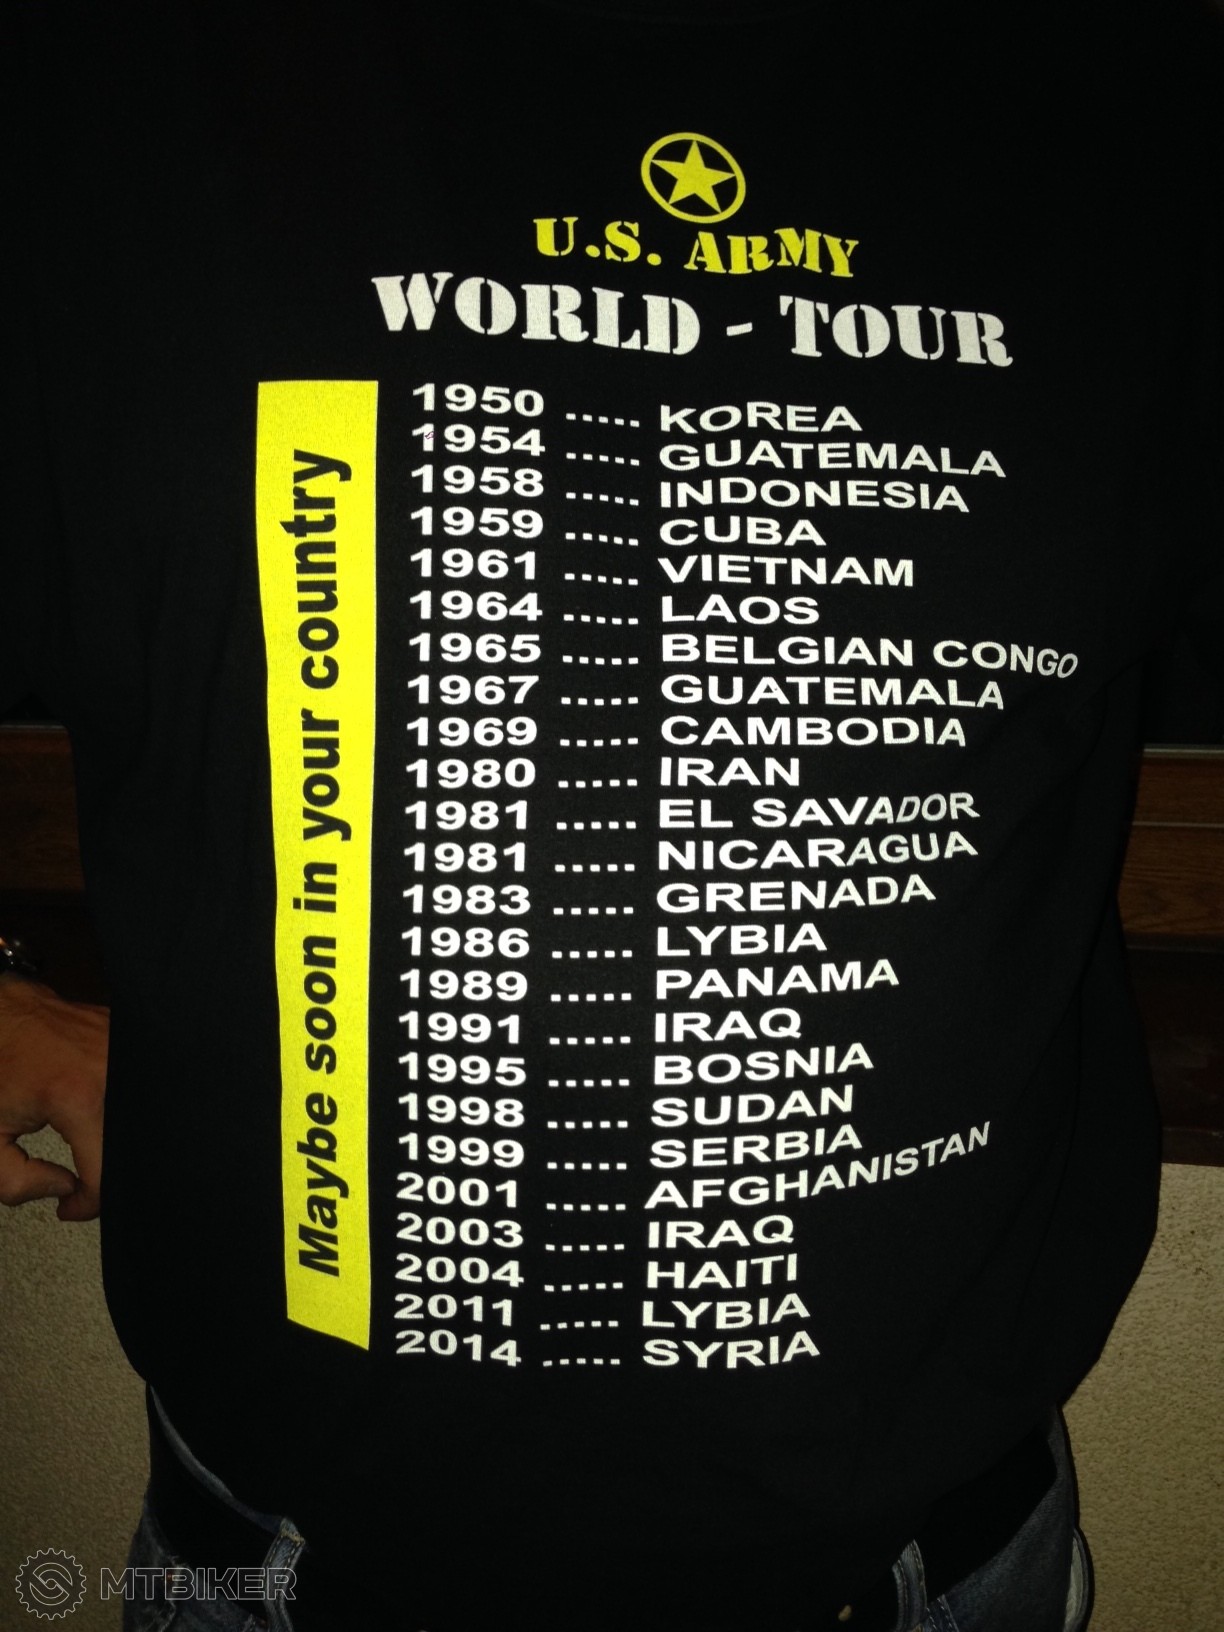 U.S. ARMY
WORLD - TOUR
Maybe soon in your country
1950 ..... KOREA
1954 ..... GUATEMALA
1958 ..... INDONESIA
1959 ..... CUBA
1961 ..... VIETNAM
1964 ..... LAOS
1965 ..... BELGIAN CONGO
1967 ..... GUATEMALA
1969 ..... CAMBODIA
1980 ..... IRAN
1981 ..... EL SAVADOR
1981 ..... NICARAGUA
1983 ..... GRENADA
1986 ..... LYBIA
1989 ..... PANAMA
1991 ..... IRAQ
1995 ..... BOSNIA
1998 ..... SUDAN
1999 ..... SERBIA
2001 ..... AFGHANISTAN
2003 ..... IRAQ
2004 ..... HAITI
2011 ..... LYBIA
2014 ..... SYRIA
MTBIKER